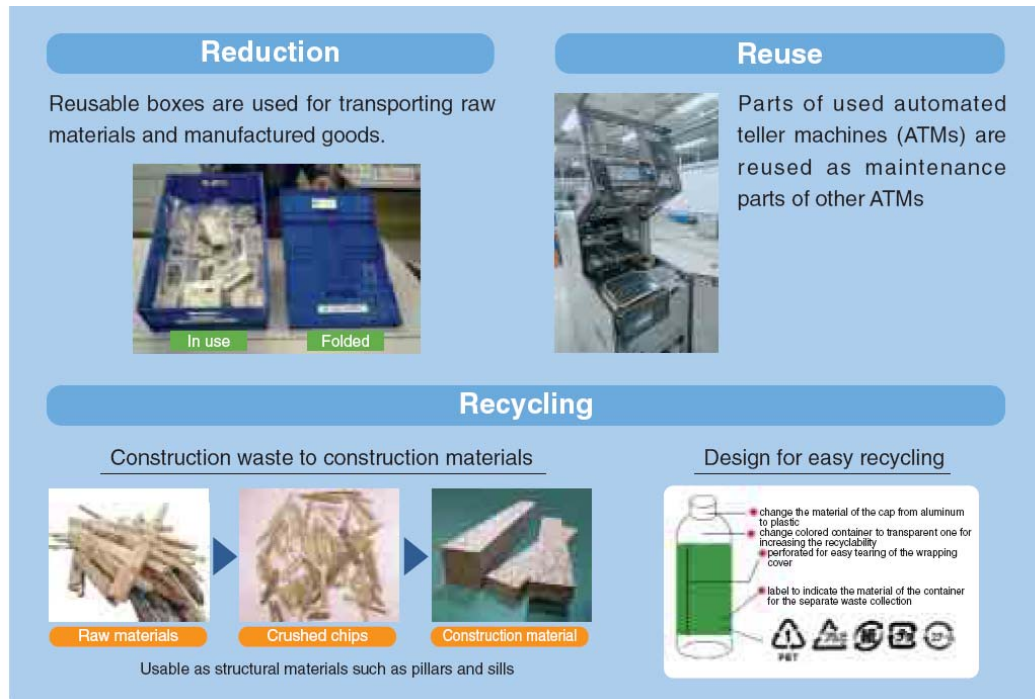 Reduction
Reusable boxes are used for transporting raw
materials and manufactured goods.
In use
Folded
Reuse
Parts of used automated
teller machines (ATMs) are
reused as maintenance
parts of other ATMs
Recycling
Construction waste to construction materials
Raw materials
Crushed chips
Construction material
Usable as structural materials such as pillars and sills
Design for easy recycling
change the material of the cap from aluminum
to plastic
change colored container to transparent one for
increasing the recyclability
perforated for easy tearing of the wrapping
cover
label to indicate the material of the container
for the separate waste collection
1
PET